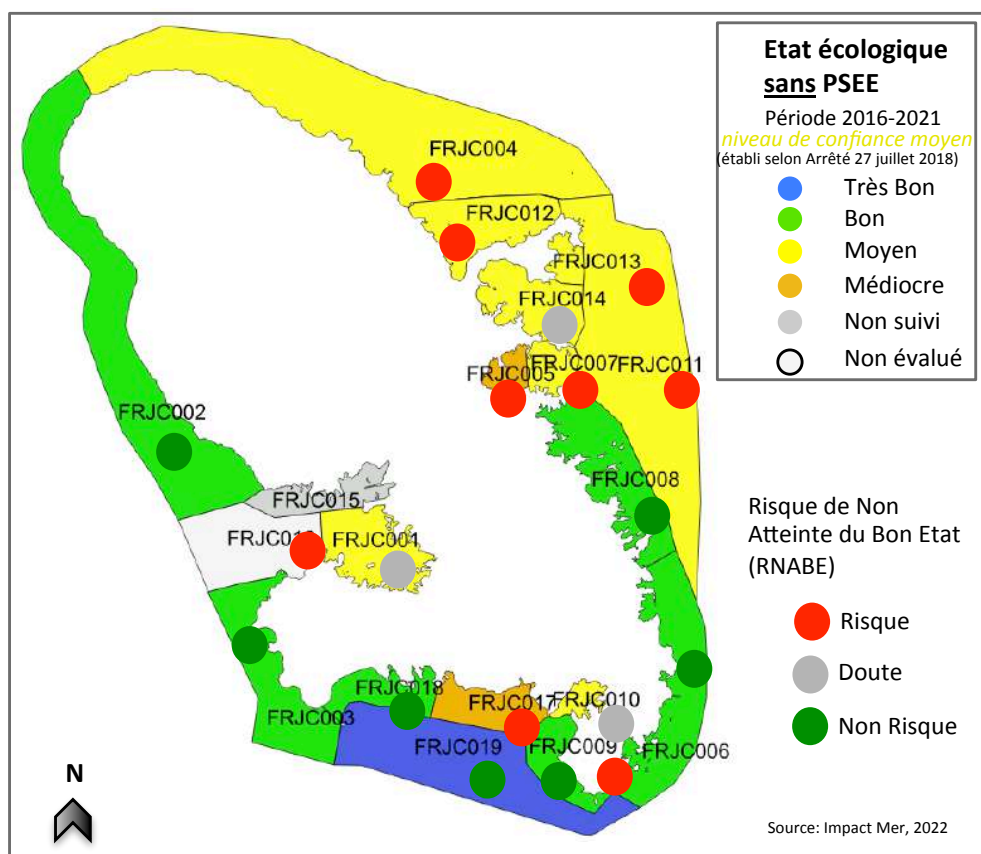 Etat écologique
sans PSEE
Période 2016-2021
niveau de confiance moyen
(établi selon Arrêté 27 juillet 2018)
Très Bon
Bon
Moyen
Médiocre
Non suivi
Non évalué
FRJC004
FRJC012
FRJC013
FRJC014
FRJC007
FRJC011
FRJC005
FRJC002
FRJC008
FRJC015
FRJC01
FRJC001
Risque de Non
Atteinte du Bon Etat
(RNABE)
Risque
Doute
Non Risque
FRJC018
FRJC017
FRJC010
FRJC003
FRJC019
FRJC009
FRJC006
N
Source: Impact Mer, 2022